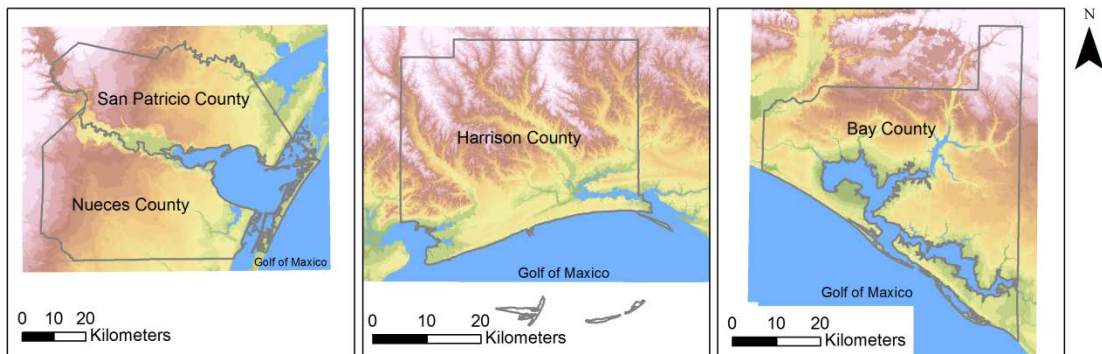 San Patricio County
Nueces County
Golf of Maxico
0 10 20
Kilometers
Harrison County
Golf of Maxico
0 10 20
Kilometers
Bay County
Golf of Maxico
0 10 20
Kilometers
N